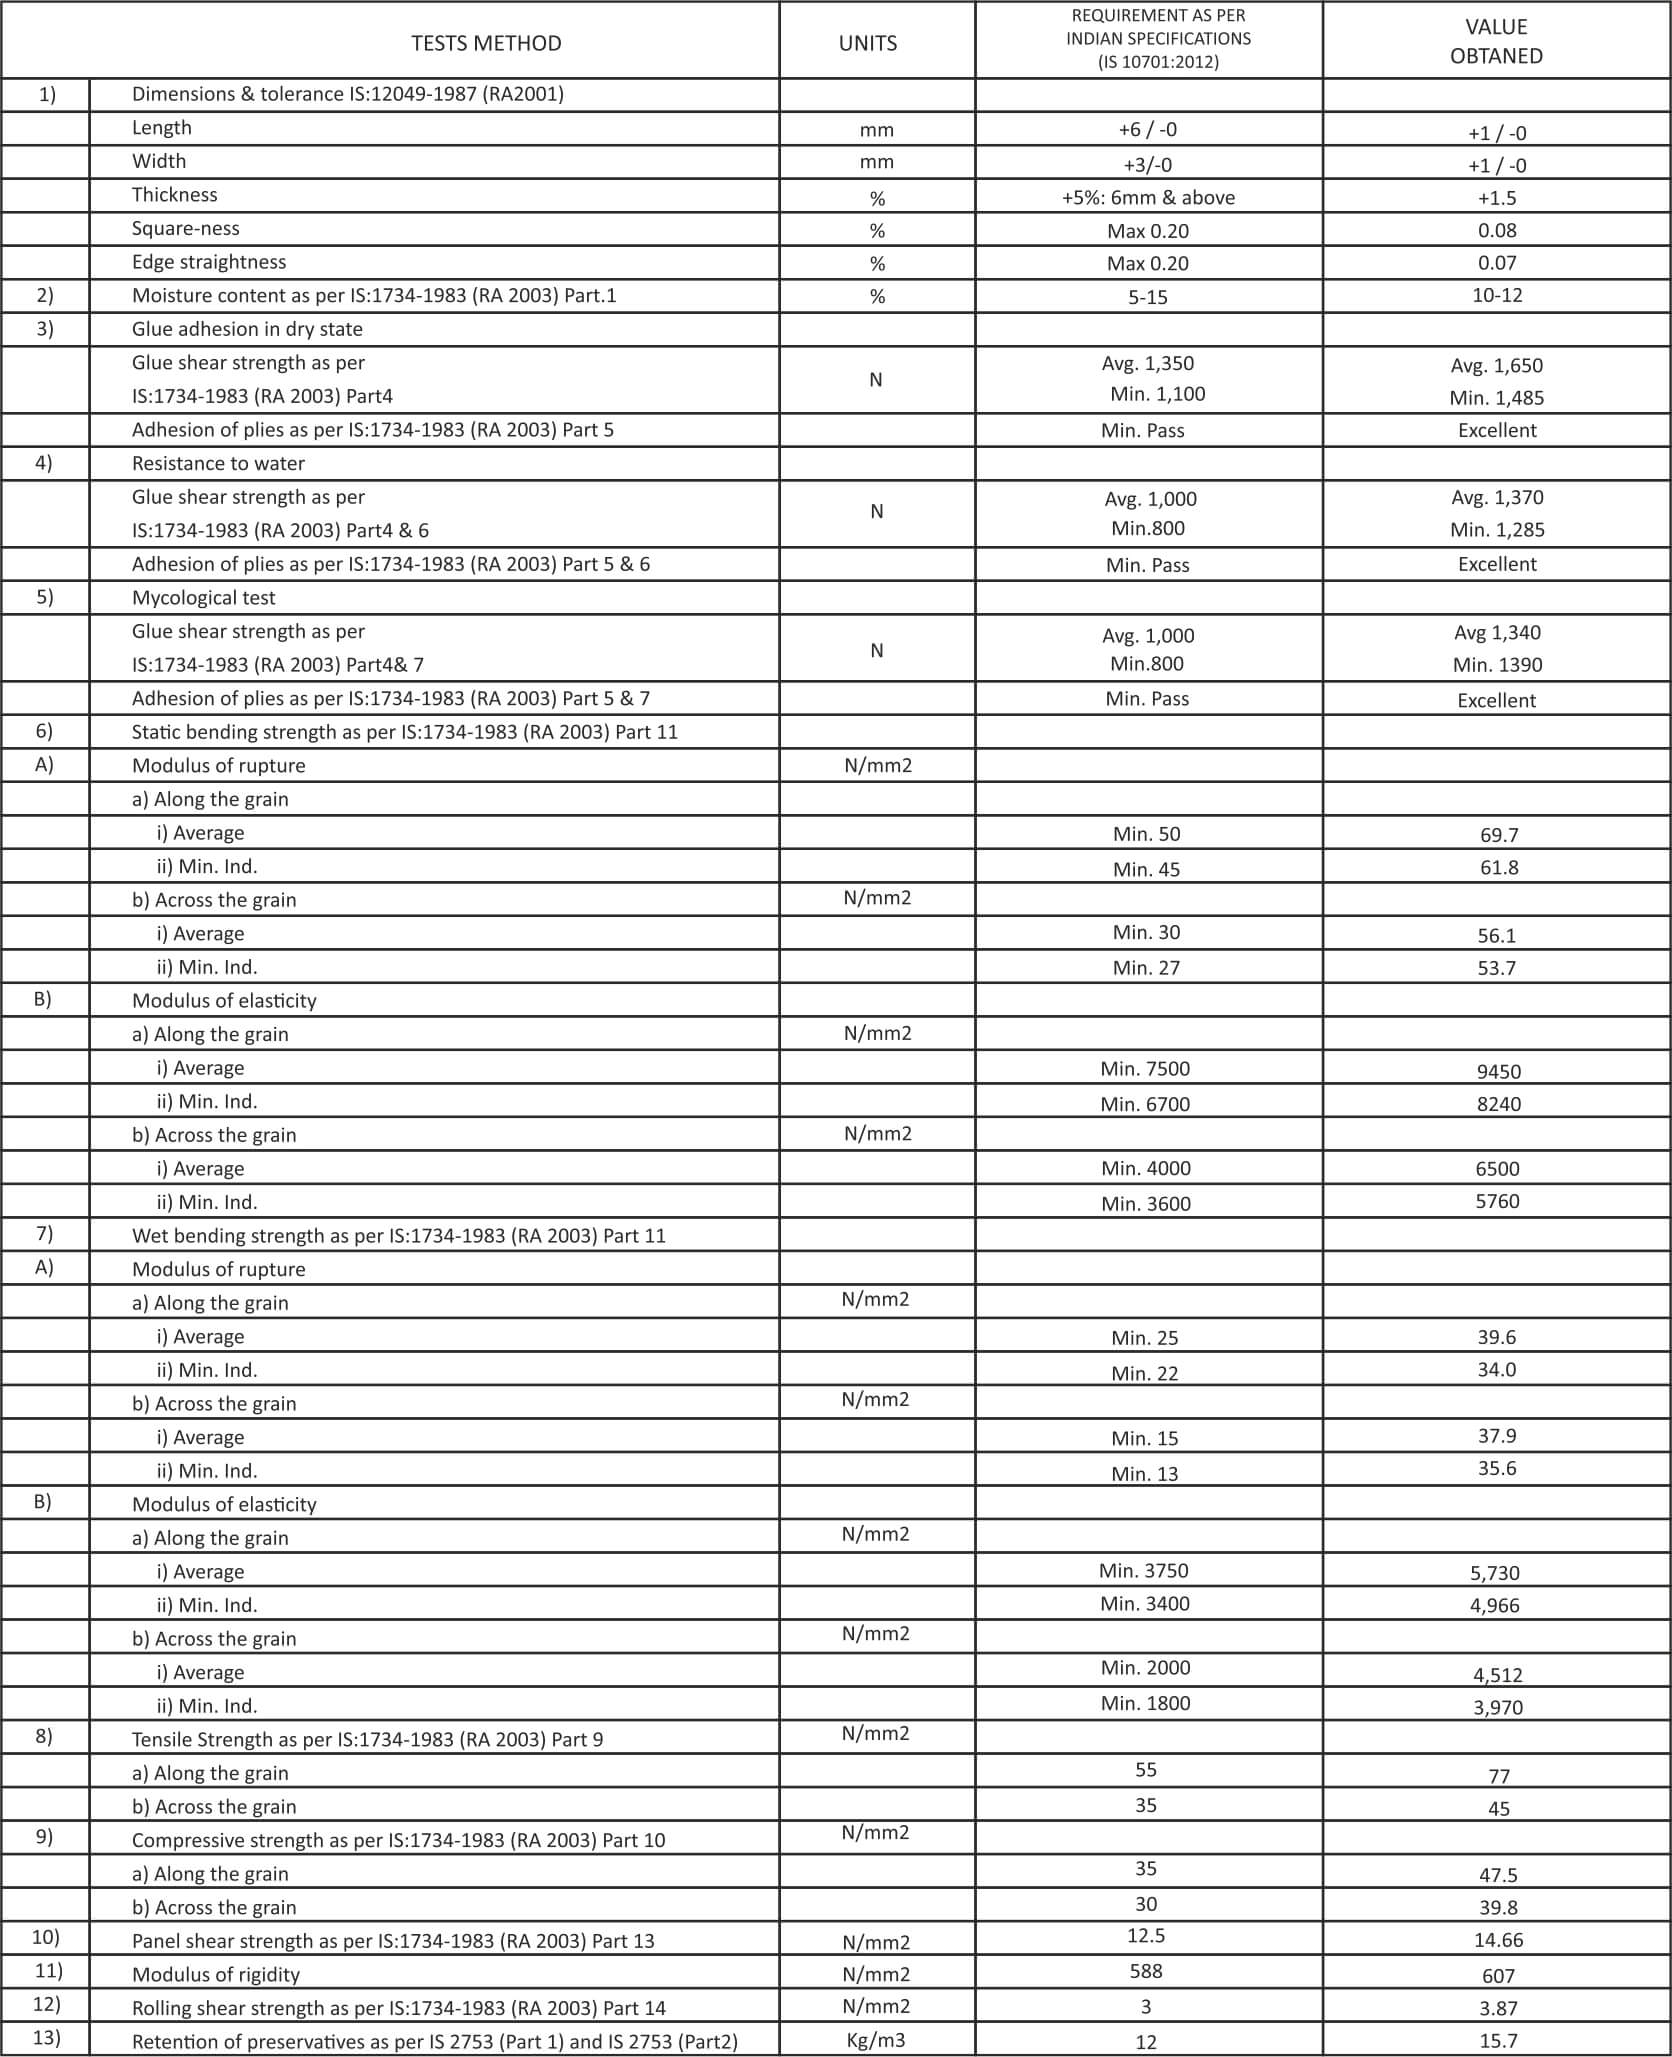 TESTS METHOD UNITS REQUIREMENT AS PER INDIAN SPECIFICATIONS (IS 10701:2012) VALUE OBTANED
1) Dimensions & tolerance IS:12049-1987 (RA2001)
Length mm +6 / -0 +1 / -0
Width mm +3/-0 +1 / -0
Thickness % +5%: 6mm & above +1.5
Square-ness % Max 0.20 0.08
Edge straightness % Max 0.20 0.07
2) Moisture content as per IS:1734-1983 (RA 2003) Part.1 % 5-15 10-12
3) Glue adhesion in dry state
Glue shear strength as per N Avg. 1,350 Avg. 1,650
IS:1734-1983 (RA 2003) Part4 Min. 1,100 Min. 1,485
Adhesion of plies as per IS:1734-1983 (RA 2003) Part 5 Min. Pass Excellent
4) Resistance to water
Glue shear strength as per N Avg. 1,000 Avg. 1,370
IS:1734-1983 (RA 2003) Part4 & 6 Min.800 Min. 1,285
Adhesion of plies as per IS:1734-1983 (RA 2003) Part 5 & 6 Min. Pass Excellent
5) Mycological test
Glue shear strength as per N Avg. 1,000 Avg 1,340
IS:1734-1983 (RA 2003) Part4& 7 Min.800 Min. 1390
Adhesion of plies as per IS:1734-1983 (RA 2003) Part 5 & 7 Min. Pass Excellent
6) Static bending strength as per IS:1734-1983 (RA 2003) Part 11
A) Modulus of rupture N/mm2
a) Along the grain
i) Average Min. 50 69.7
ii) Min. Ind. Min. 45 61.8
b) Across the grain N/mm2
i) Average Min. 30 56.1
ii) Min. Ind. Min. 27 53.7
B) Modulus of elasticity
a) Along the grain N/mm2
i) Average Min. 7500 9450
ii) Min. Ind. Min. 6700 8240
b) Across the grain N/mm2
i) Average Min. 4000 6500
ii) Min. Ind. Min. 3600 5760
7) Wet bending strength as per IS:1734-1983 (RA 2003) Part 11
A) Modulus of rupture
a) Along the grain N/mm2
i) Average Min. 25 39.6
ii) Min. Ind. Min. 22 34.0
b) Across the grain N/mm2
i) Average Min. 15 37.9
ii) Min. Ind. Min. 13 35.6
B) Modulus of elasticity
a) Along the grain N/mm2
i) Average Min. 3750 5,730
ii) Min. Ind. Min. 3400 4,966
b) Across the grain N/mm2
i) Average Min. 2000 4,512
ii) Min. Ind. Min. 1800 3,970
8) Tensile Strength as per IS:1734-1983 (RA 2003) Part 9 N/mm2
a) Along the grain 55 77
b) Across the grain 35 45
9) Compressive strength as per IS:1734-1983 (RA 2003) Part 10 N/mm2
a) Along the grain 35 47.5
b) Across the grain 30 39.8
10) Panel shear strength as per IS:1734-1983 (RA 2003) Part 13 N/mm2 12.5 14.66
11) Modulus of rigidity N/mm2 588 607
12) Rolling shear strength as per IS:1734-1983 (RA 2003) Part 14 N/mm2 3 3.87
13) Retention of preservatives as per IS 2753 (Part 1) and IS 2753 (Part2) Kg/m3 12 15.7